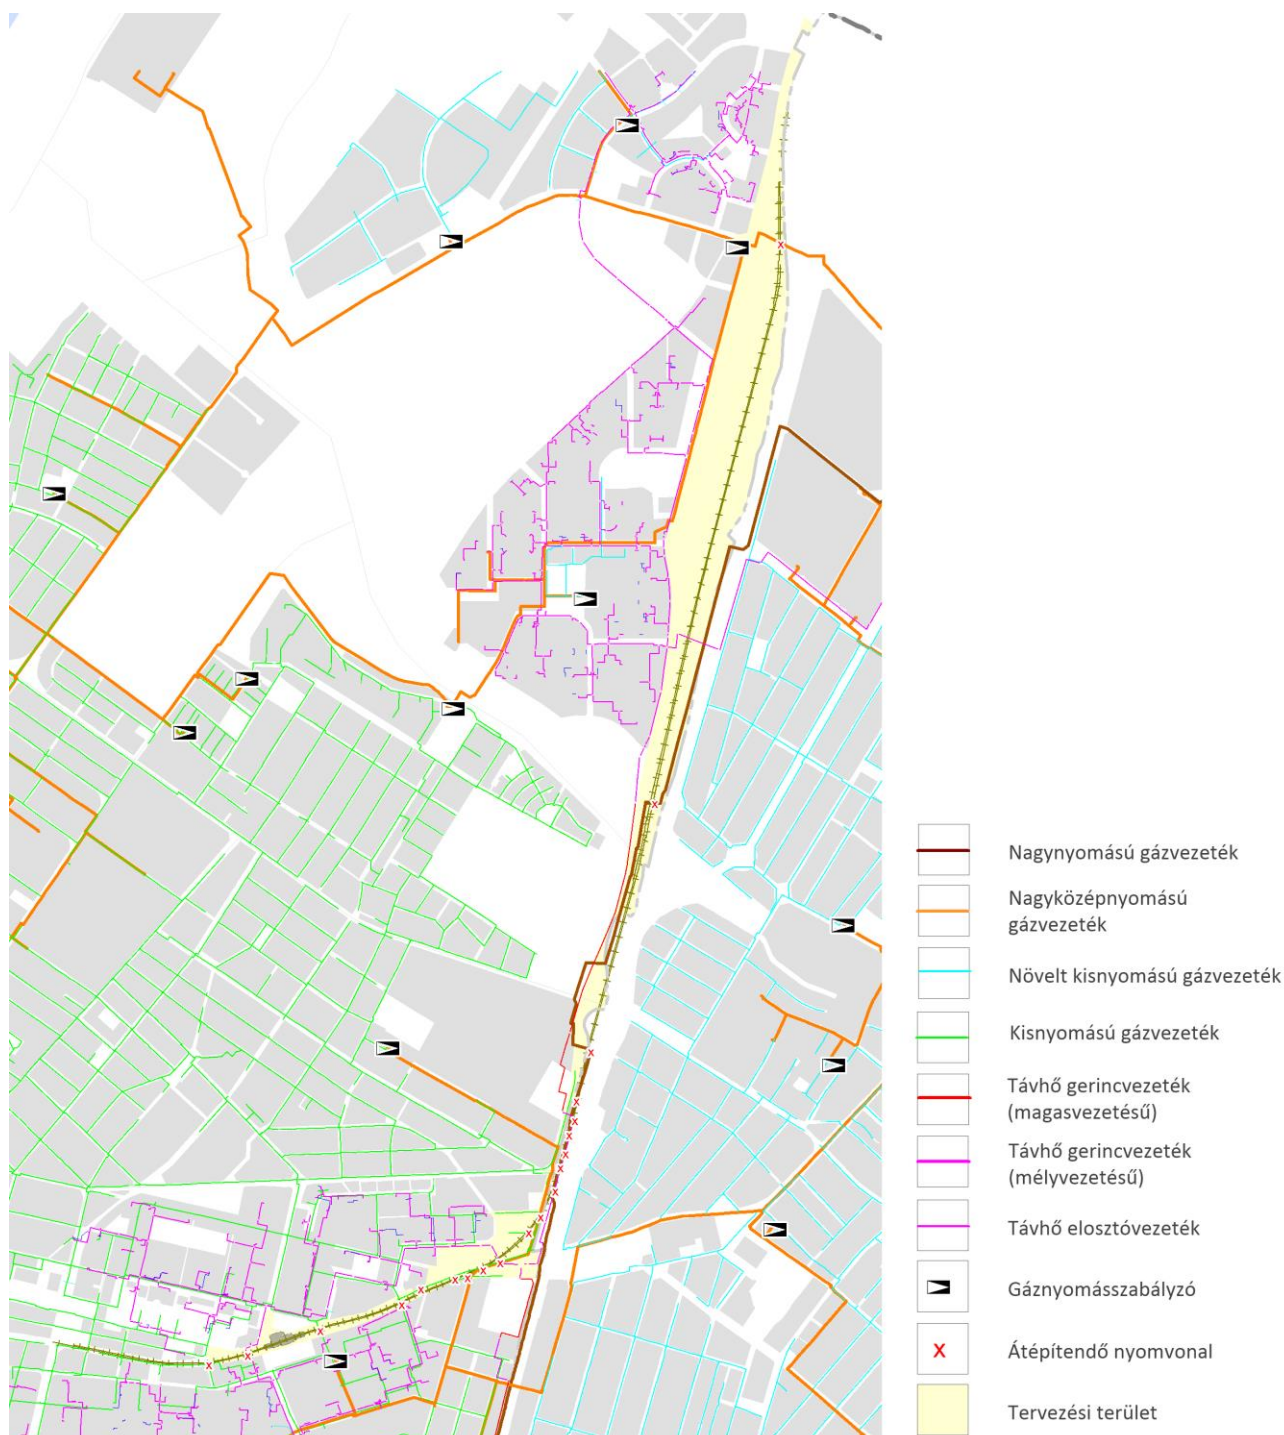 Nagynyomású gázvezeték
Nagyközépnyomású
gázvezeték
Növelt kisnyomású gázvezeték
Kisnyomású gázvezeték
Távhő gerincvezeték
(magasvezetésű)
Távhő gerincvezeték
(mélyvezetésű)
Távhő elosztóvezeték
Gáznyomásszabályzó
X Átépítendő nyomvonal
Tervezési terület